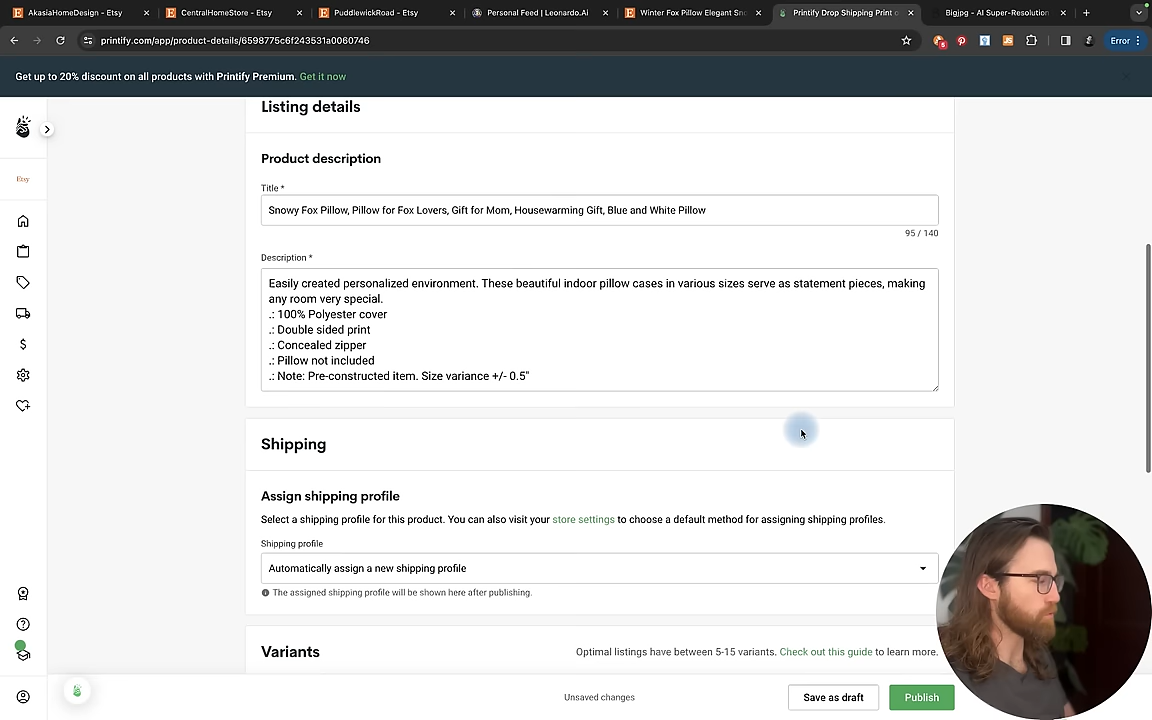 AkasiaHomeDesign - Etsy
CentralHomeStore - Etsy
PuddlewickRoad - Etsy
Personal Feed | Leonardo.Ai
Winter Fox Pillow Elegant Sno
Printify Drop Shipping Print o
Bigjpg - AI Super-Resolution
printify.com/app/product-details/6598775c6f243531a0060746
6
JS
Error
Get up to 20% discount on all products with Printify Premium. Get it now
Listing details
Etsy
Product description
Title *
Snowy Fox Pillow, Pillow for Fox Lovers, Gift for Mom, Housewarming Gift, Blue and White Pillow
95 / 140
Description *
Easily created personalized environment. These beautiful indoor pillow cases in various sizes serve as statement pieces, making
any room very special.
.: 100% Polyester cover
.: Double sided print
.: Concealed zipper
.: Pillow not included
.: Note: Pre-constructed item. Size variance +/- 0.5"
Shipping
Assign shipping profile
Select a shipping profile for this product. You can also visit your store settings to choose a default method for assigning shipping profiles.
Shipping profile
Automatically assign a new shipping profile
The assigned shipping profile will be shown here after publishing.
Variants
Optimal listings have between 5-15 variants. Check out this guide to learn more.
Unsaved changes
Save as draft
Publish